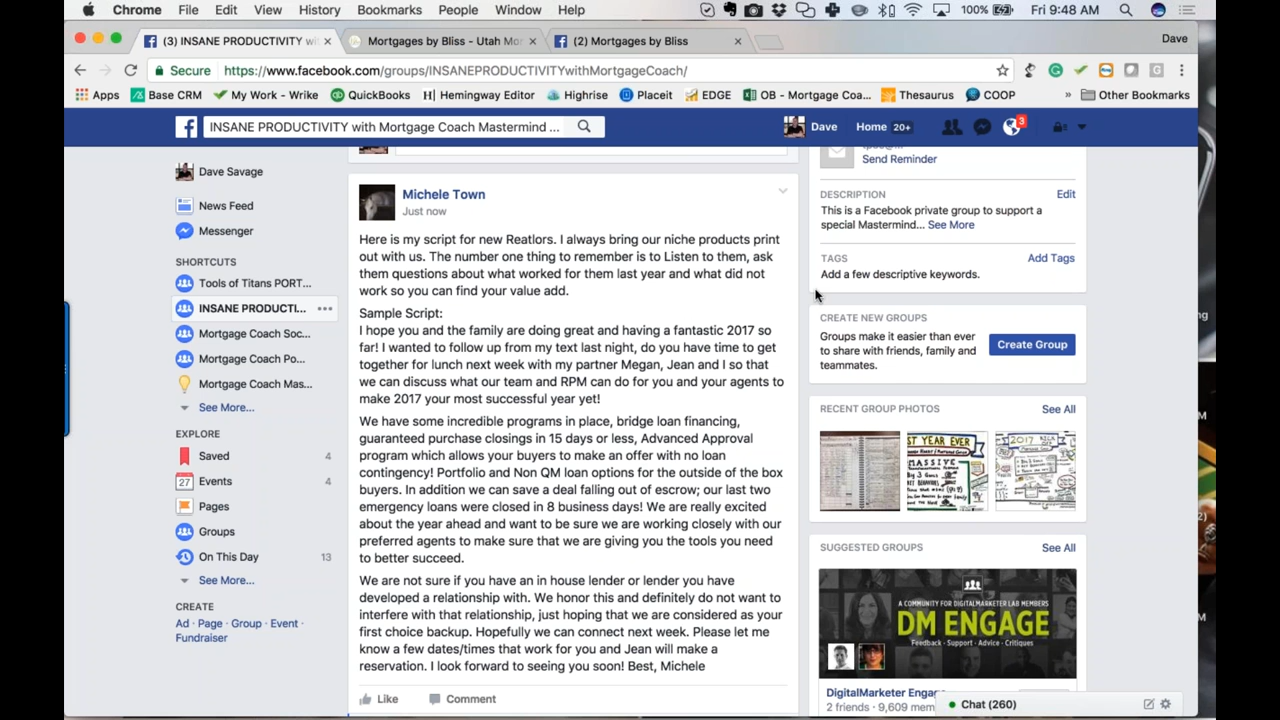 Chrome File Edit View History Bookmarks People Window Help 100% Fri 9:48 AM
(3) INSANE PRODUCTIVITY wit Mortgages by Bliss - Utah Mor (2) Mortgages by Bliss Dave
Secure https://www.facebook.com/groups/INSANEPRODUCTIVITYwithMortgageCoach/
Apps Base CRM My Work - Wrike QuickBooks Hemingway Editor Highrise Placeit EDGE OB - Mortgage Coa... Thesaurus COOP » Other Bookmarks
INSANE PRODUCTIVITY with Mortgage Coach Mastermind ... Dave Home 20+ 3
Dave Savage
News Feed
Messenger
SHORTCUTS
Tools of Titans PORT...
INSANE PRODUCTI...
Mortgage Coach Soc...
Mortgage Coach Po...
Mortgage Coach Mas...
See More...
EXPLORE
Saved 4
27 Events 4
Pages
Groups
On This Day 13
See More...
CREATE
Ad · Page · Group · Event ·
Fundraiser
Michele Town
Just now
Here is my script for new Reatlors. I always bring our niche products print
out with us. The number one thing to remember is to Listen to them, ask
them questions about what worked for them last year and what did not
work so you can find your value add.
Sample Script:
I hope you and the family are doing great and having a fantastic 2017 so
far! I wanted to follow up from my text last night, do you have time to get
together for lunch next week with my partner Megan, Jean and I so that
we can discuss what our team and RPM can do for you and your agents to
make 2017 your most successful year yet!
We have some incredible programs in place, bridge loan financing,
guaranteed purchase closings in 15 days or less, Advanced Approval
program which allows your buyers to make an offer with no loan
contingency! Portfolio and Non QM loan options for the outside of the box
buyers. In addition we can save a deal falling out of escrow; our last two
emergency loans were closed in 8 business days! We are really excited
about the year ahead and want to be sure we are working closely with our
preferred agents to make sure that we are giving you the tools you need
to better succeed.
We are not sure if you have an in house lender or lender you have
developed a relationship with. We honor this and definitely do not want to
interfere with that relationship, just hoping that we are considered as your
first choice backup. Hopefully we can connect next week. Please let me
know a few dates/times that work for you and Jean will make a
reservation. I look forward to seeing you soon! Best, Michele
Like Comment
Send Reminder
DESCRIPTION Edit
This is a Facebook private group to support a
special Mastermind... See More
TAGS Add Tags
Add a few descriptive keywords.
CREATE NEW GROUPS
Groups make it easier than ever
to share with friends, family and
teammates.
Create Group
RECENT GROUP PHOTOS See All
ST YEAR EVER
MASSIVE
2017
SUGGESTED GROUPS See All
A COMMUNITY FOR DIGITALMARKETER LAB MEMBERS
DM ENGAGE
Feedback · Support · Advice · Critiques
DigitalMarketer Engag
2 friends · 9,609 mem
Chat (260)